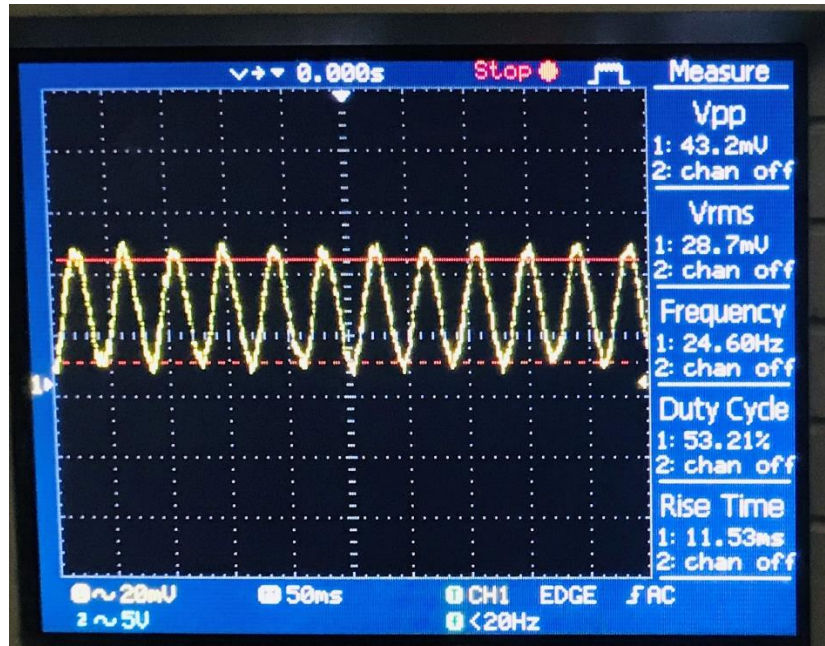 0.000s
Stop
Measure
Vpp
1: 43.2mV
2: chan off
Vrms
1: 28.7mV
2: chan off
Frequency
1: 24.60Hz
2: chan off
Duty Cycle
1: 53.21%
2: chan off
Rise Time
1: 11.53ms
2: chan off
1
1 ~ 20mV
50ms
T CH1 EDGE AC
2 ~ 5V
<20Hz